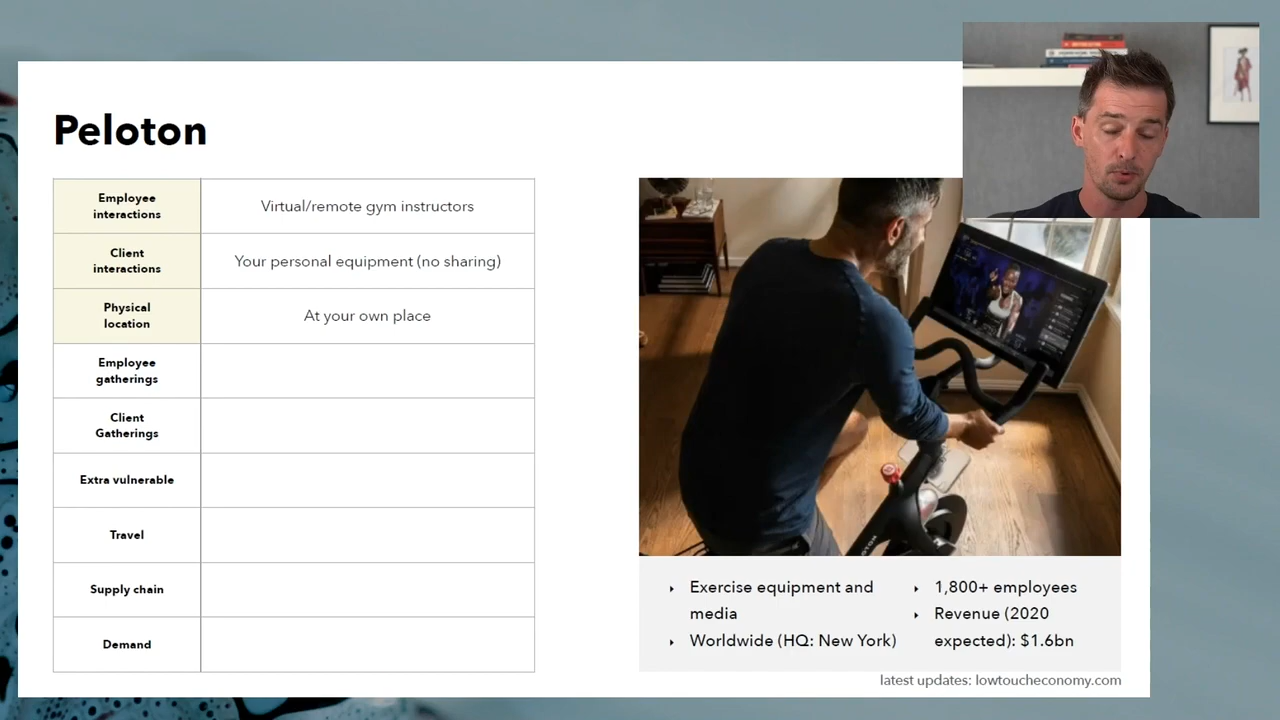 Peloton
Employee
interactions
Virtual/remote gym instructors
Client
interactions
Your personal equipment (no sharing)
Physical
location
At your own place
Employee
gatherings
Client
Gatherings
Extra vulnerable
Travel
Supply chain
Demand
Exercise equipment and
media
Worldwide (HQ: New York)
1,800+ employees
Revenue (2020
expected): $1.6bn
latest updates: lowtoucheconomy.com